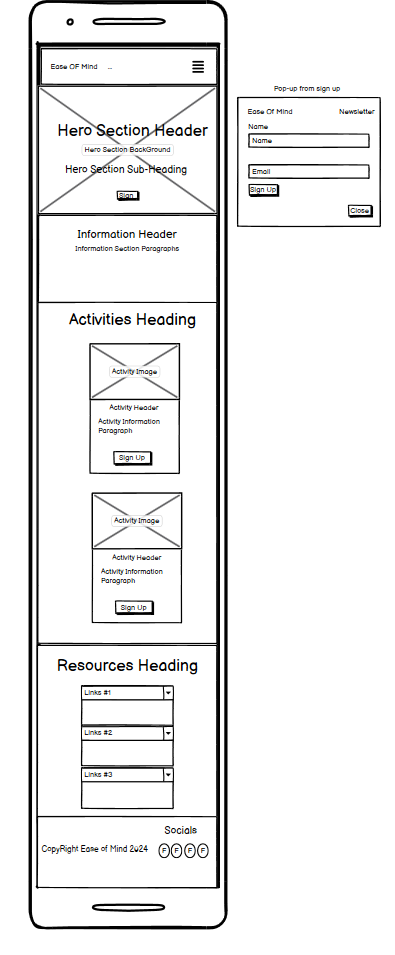 Ease OF Mind ...
Hero Section Header
Hero Section BackGround
Hero Section Sub-Heading
Sign
Information Header
Information Section Paragraphs
Activities Heading
Activity Image
Activity Header
Activity Information
Paragraph
Sign Up
Activity Image
Activity Header
Activity Information
Paragraph
Sign Up
Resources Heading
Links #1
Links #2
Links #3
Socials
CopyRight Ease of Mind 2024
F F F F
Pop-up from sign up
Ease Of Mind Newsletter
Name
Name
Email
Sign Up
Close